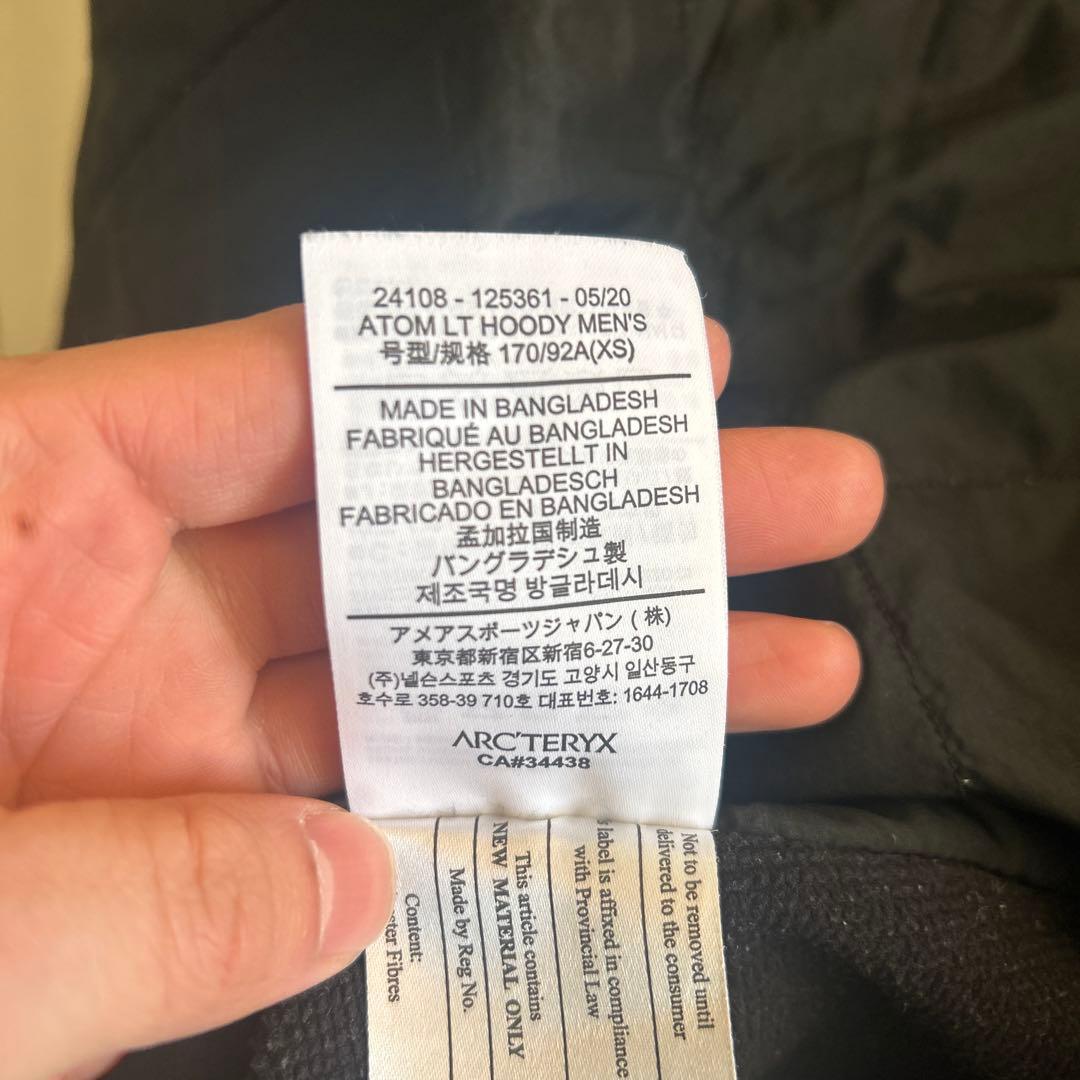 24108 - 125361 - 05/20
ATOM LT HOODY MEN'S
号型/规格 170/92A(XS)
MADE IN BANGLADESH
FABRIQUÉ AU BANGLADESH
HERGESTELLT IN
BANGLADESCH
FABRICADO EN BANGLADESH
孟加拉国制造
バングラデシュ製
제조국명 방글라데시
アメアスポーツジャパン (株)
東京都新宿区新宿6-27-30
(주)넬슨스포츠 경기도 고양시 일산동구
호수로 358-39 710호 대표번호: 1644-1708
ARC'TERYX
CA#34438
Not to be removed until
delivered to the consumer
label is affixed in compliance
with Provincial Law
This article contains
NEW MATERIAL ONLY
Made by Reg No.
Content:
Fibres